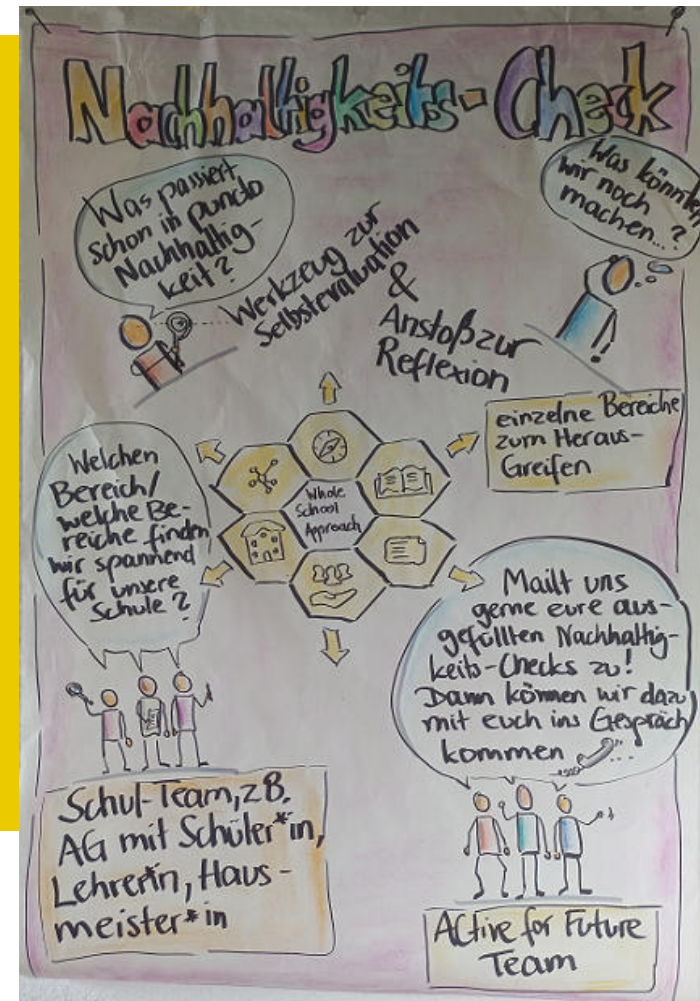 Nachhaltigkeits-Check
Was passiert
schon in puncto
Nachhaltig-
keit?
Werkzeug zur
Selbstevaluation
&
Anstoß zur
Reflexion
Was könnten
wir noch
machen...?
einzelne Bereiche
zum Heraus-
Greifen
Welchen
Bereich/
welche Be-
reiche finden
wir spannend
für unsere
Schule?
Whole
School
Approach
Mailt uns
gerne eure aus-
gefüllten Nachhaltig-
keits-Checks zu!
Dann können wir dazu
mit euch ins Gespräch
kommen ...
Schul-Team, z.B.
AG mit Schüler*in,
Lehrer*in, Haus-
meister*in
Active for Future
Team